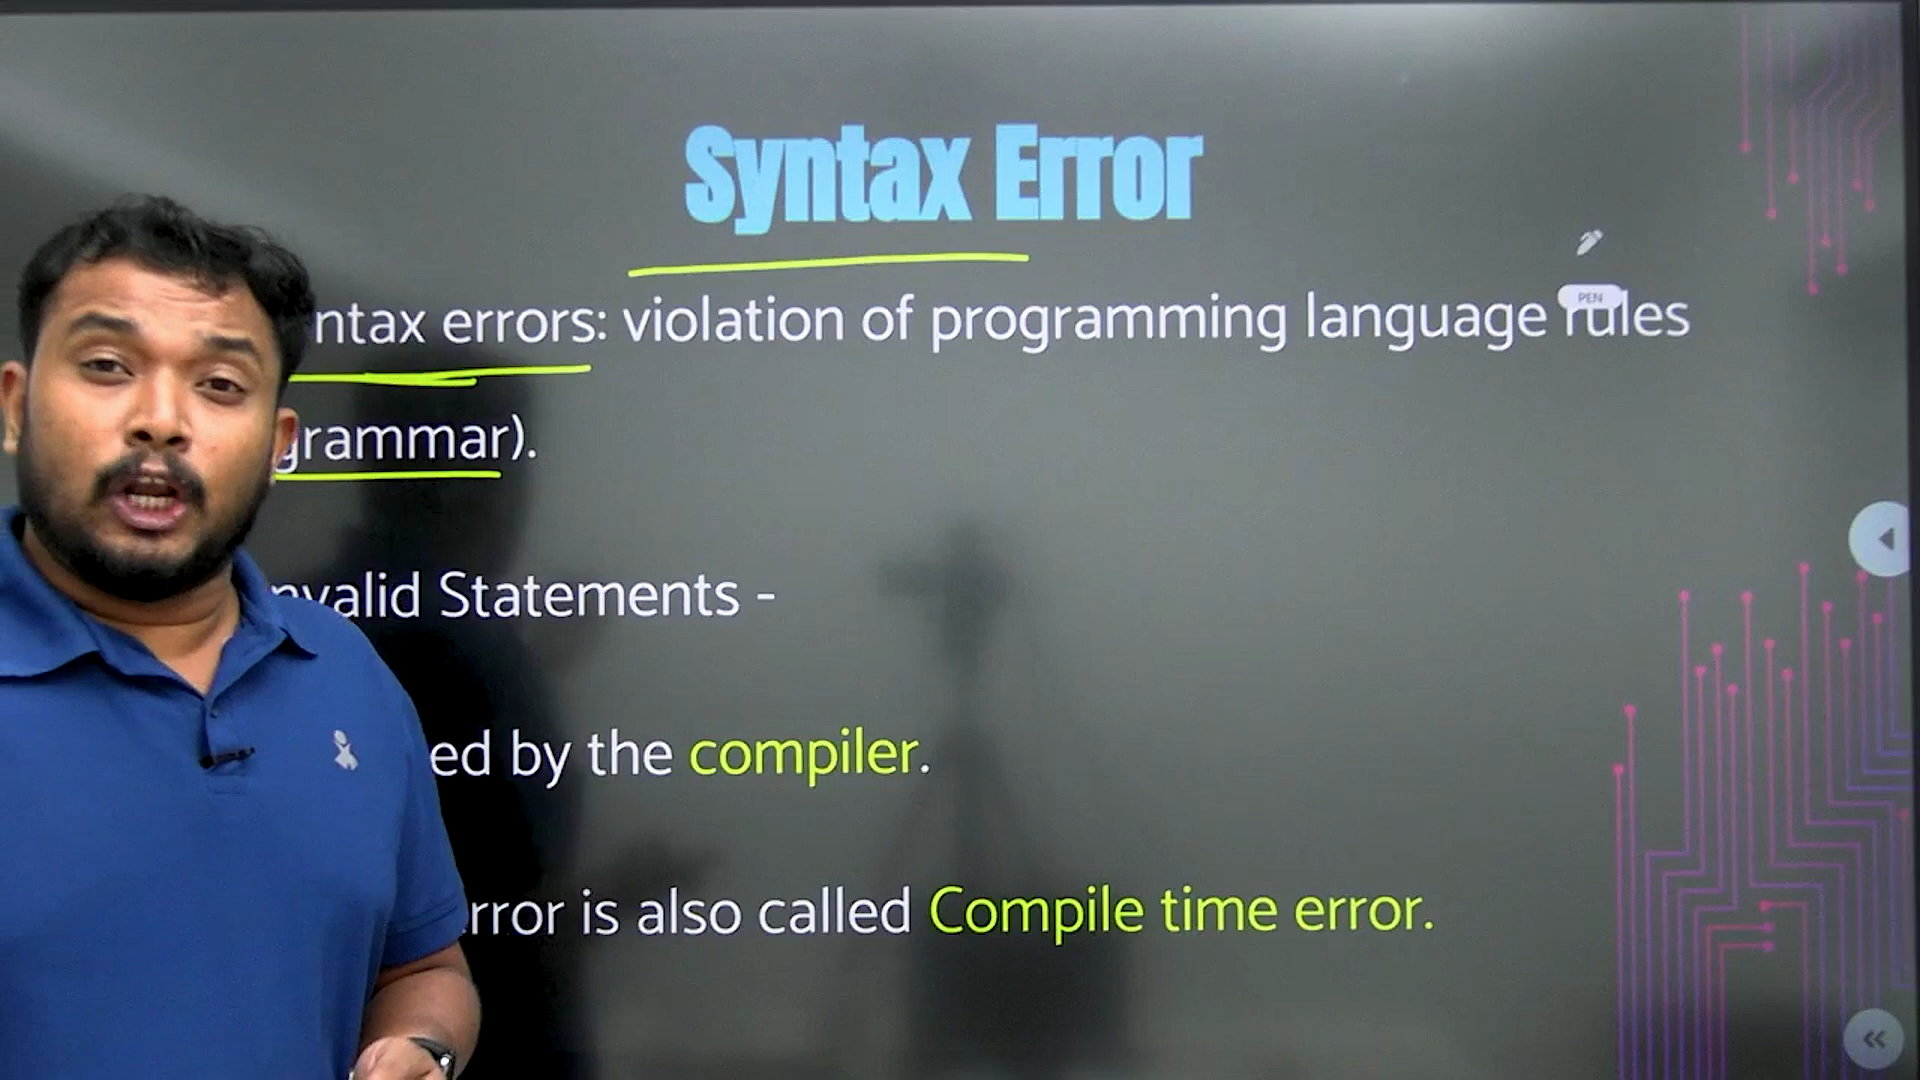 Syntax Error
ntax errors: violation of programming language rules
PEN
grammar).
nvalid Statements -
ed by the compiler.
rror is also called Compile time error.